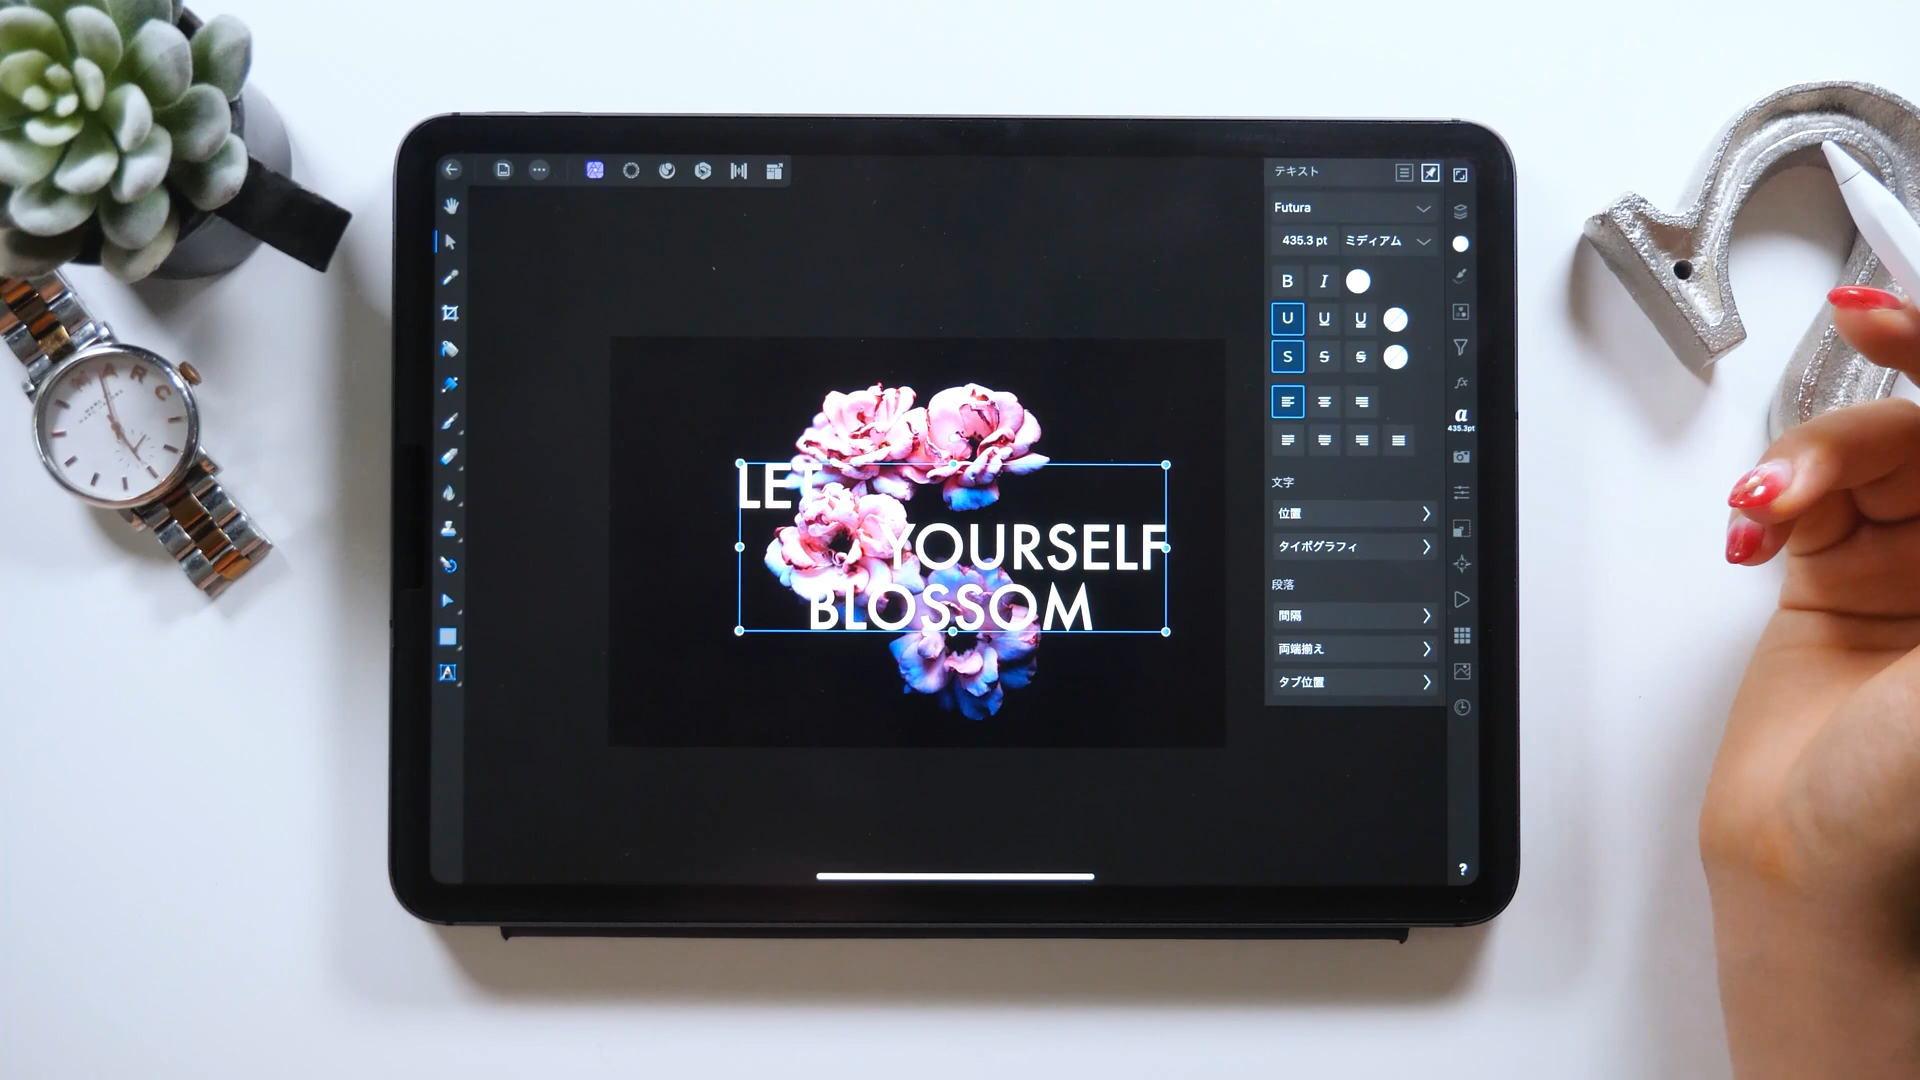 テキスト
Futura
435.3 pt ミディアム
B I
U U U
S S S
文字
位置
タイポグラフィ
段落
間隔
両端揃え
タブ位置
fx
a
435.3pt
?
A
LET
YOURSELF
BLOSSOM
MARC